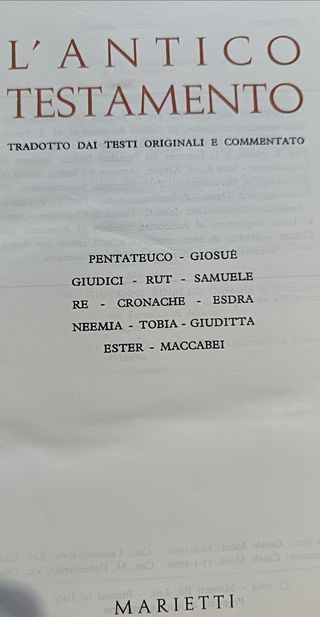 L'ANTICO
TESTAMENTO
TRADOTTO DAI TESTI ORIGINALI E COMMENTATO
PENTATEUCO - GIOSUÈ
GIUDICI - RUT - SAMUELE
RE - CRONACHE - ESDRA
NEEMIA - TOBIA - GIUDITTA
ESTER - MACCABEI
MARIETTI